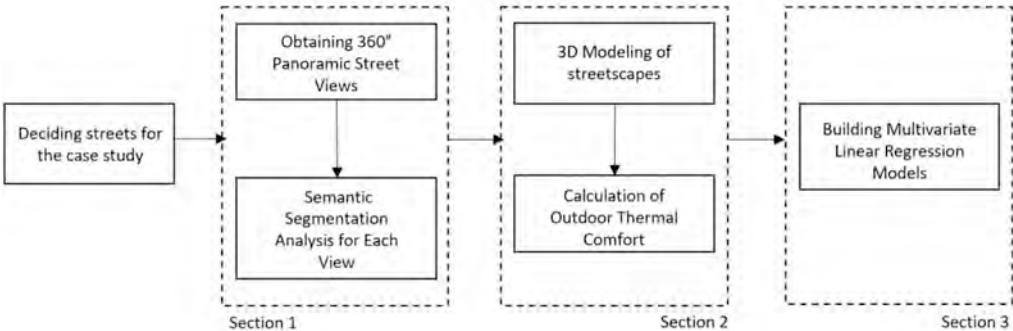 Deciding streets for
the case study
Obtaining 360°
Panoramic Street
Views
Semantic
Segmentation
Analysis for Each
View
Section 1
3D Modeling of
streetscapes
Calculation of
Outdoor Thermal
Comfort
Section 2
Building Multivariate
Linear Regression
Models
Section 3